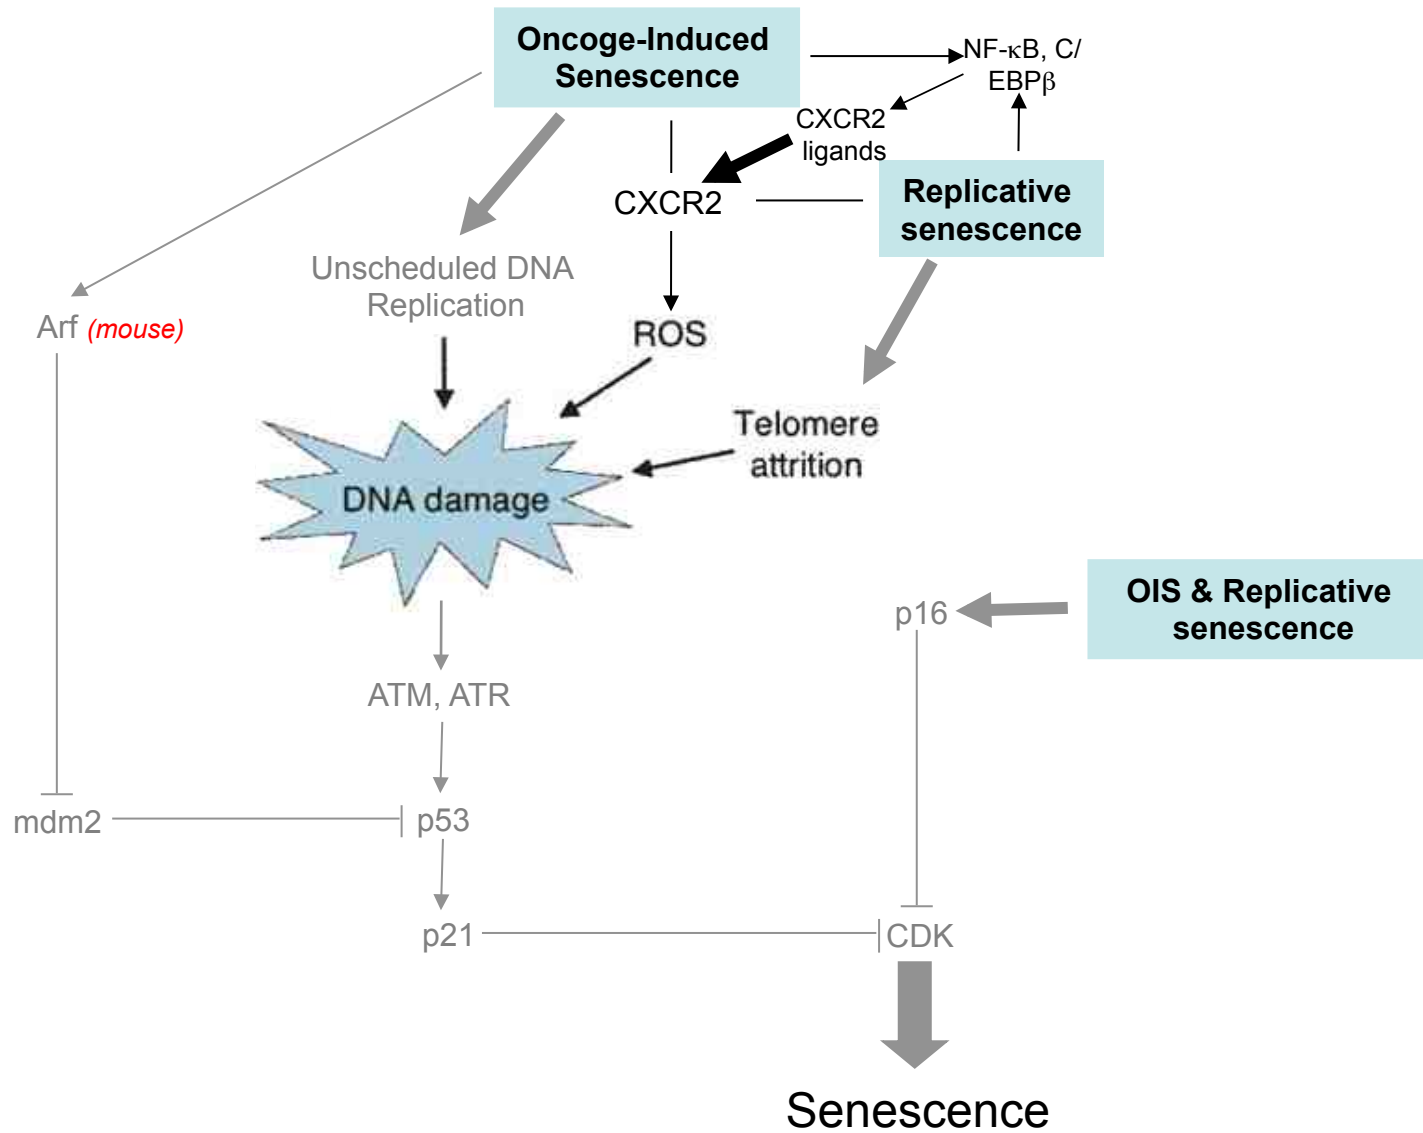 Oncoge-Induced
Senescence
NF-κB, C/
EBPβ
CXCR2
ligands
CXCR2
Replicative
senescence
Unscheduled DNA
Replication
Arf (mouse)
ROS
Telomere
attrition
DNA damage
OIS & Replicative
senescence
p16
ATM, ATR
mdm2
p53
p21
CDK
Senescence